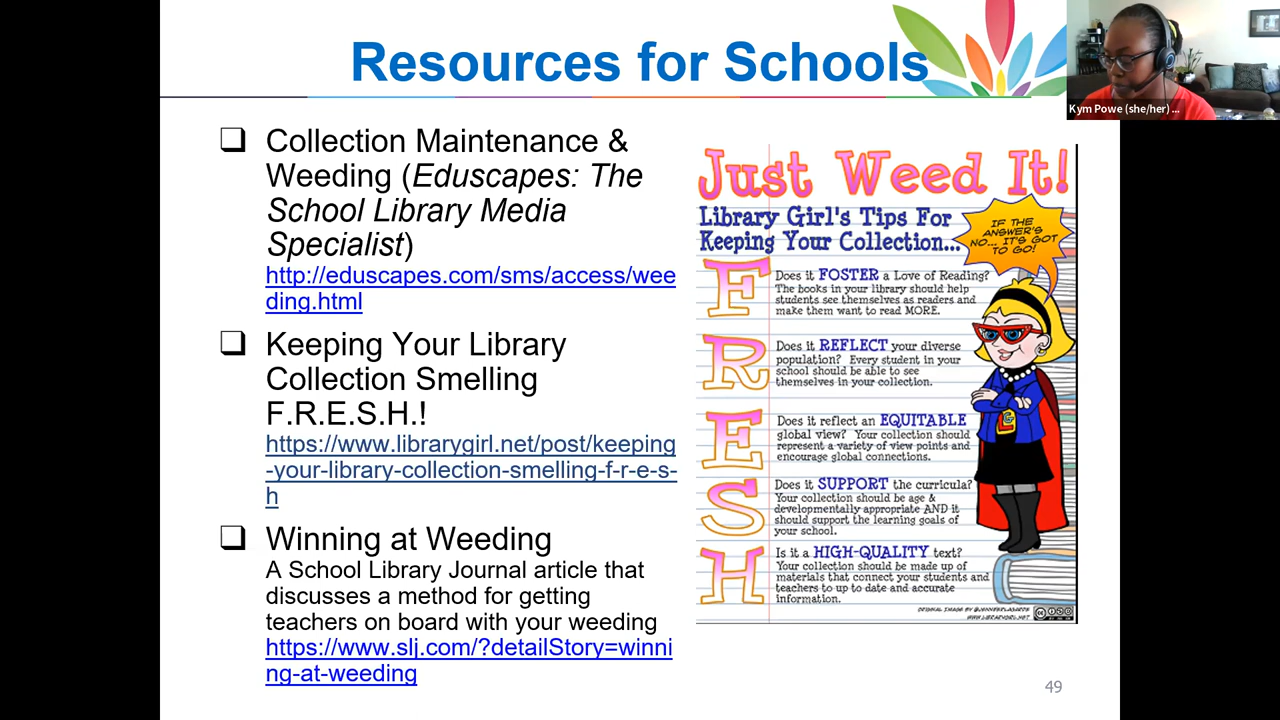 Resources for Schools
Kym Powe (she/her) ...
❑ Collection Maintenance &
Weeding (Eduscapes: The
School Library Media
Specialist)
http://eduscapes.com/sms/access/wee
ding.html
❑ Keeping Your Library
Collection Smelling
F.R.E.S.H.!
https://www.librarygirl.net/post/keeping
-your-library-collection-smelling-f-r-e-s-
h
❑ Winning at Weeding
A School Library Journal article that
discusses a method for getting
teachers on board with your weeding
https://www.slj.com/?detailStory=winni
ng-at-weeding
Just Weed It!
Library Girl's Tips For
Keeping Your Collection...
IF THE
ANSWER'S
NO... IT'S GOT
TO GO!
F
Does it FOSTER a Love of Reading?
The books in your library should help
students see themselves as readers and
make them want to read MORE.
R
Does it REFLECT your diverse
population? Every student in your
school should be able to see
themselves in your collection.
E
Does it reflect an EQUITABLE
global view? Your collection should
represent a variety of view points and
encourage global connections.
S
Does it SUPPORT the curricula?
Your collection should be age &
developmentally appropriate AND it
should support the learning goals of
your school.
H
Is it a HIGH-QUALITY text?
Your collection should be made up of
materials that connect your students and
teachers to up to date and accurate
information.
ORIGINAL IMAGE BY @JENNIFERLAGARDE
WWW.LIBRARYGIRL.NET
G
49